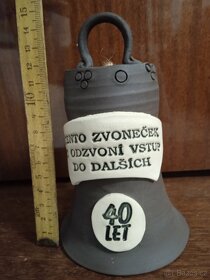 TENTO ZVONEČEK
ODZVONÍ VSTUP
DO DALŠÍCH
40
LET